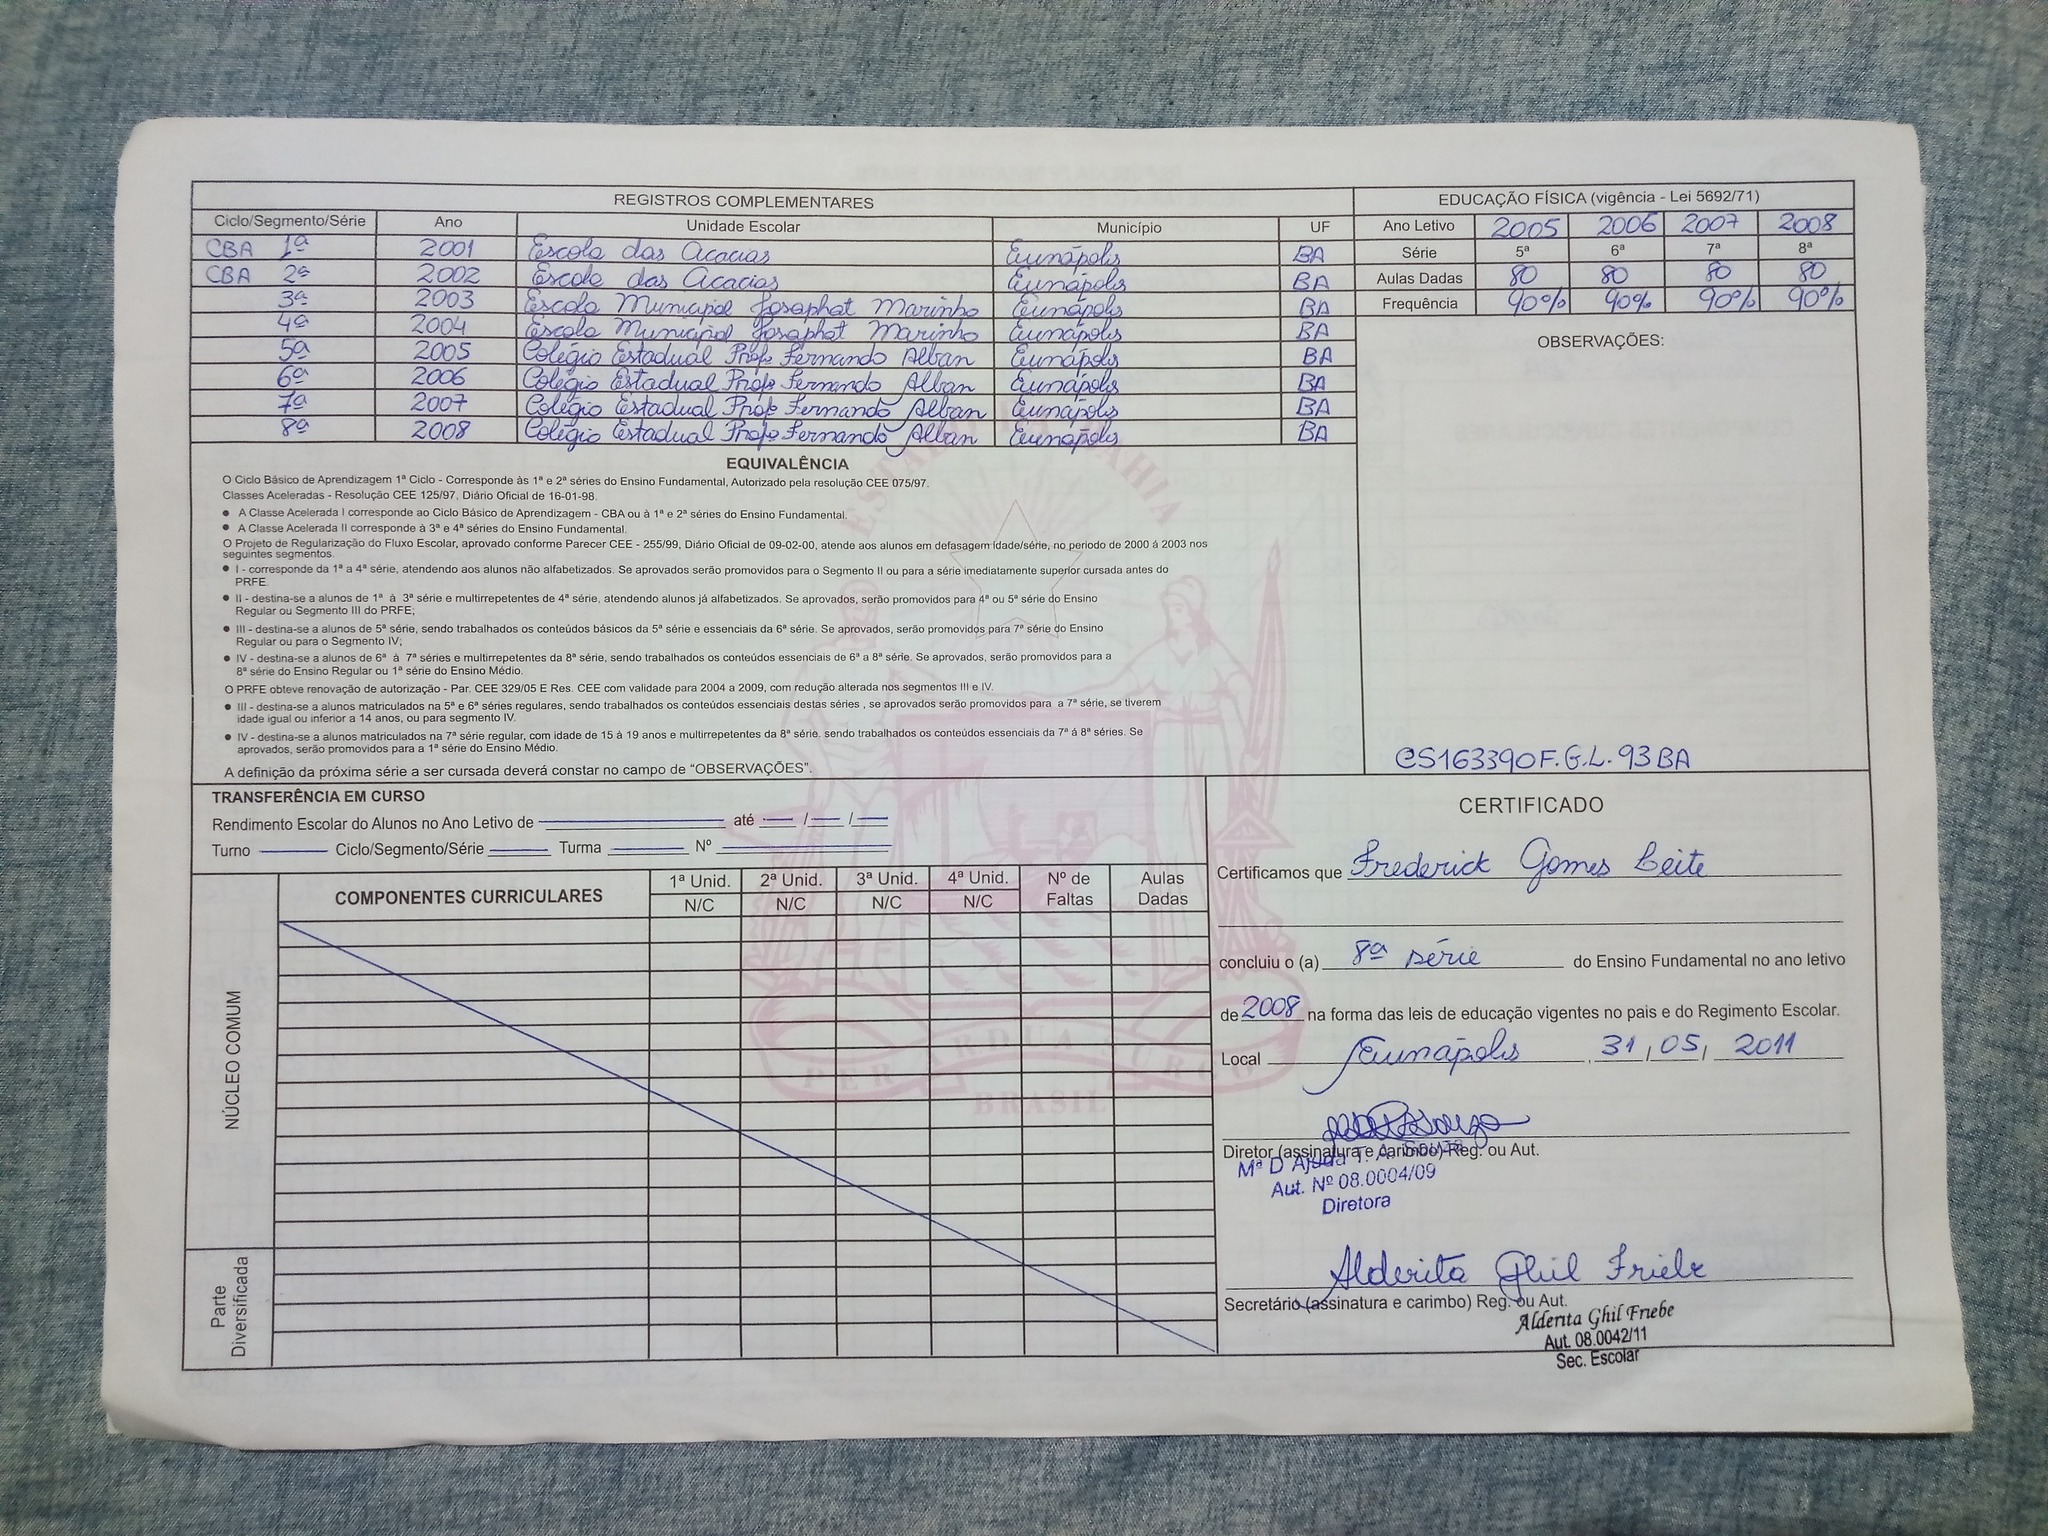 REGISTROS COMPLEMENTARES
Ciclo/Segmento/Série Ano Unidade Escolar Município UF
CBA 1ª 2001 Escola das Acacias Eunápolis BA
CBA 2ª 2002 Escola das Acacias Eunápolis BA
3ª 2003 Escola Municipal Josaphat Marinho Eunápolis BA
4ª 2004 Escola Municipal Josaphat Marinho Eunápolis BA
5ª 2005 Colégio Estadual Profº Fernando Alban Eunápolis BA
6ª 2006 Colégio Estadual Profº Fernando Alban Eunápolis BA
7ª 2007 Colégio Estadual Profº Fernando Alban Eunápolis BA
8ª 2008 Colégio Estadual Profº Fernando Alban Eunápolis BA
EDUCAÇÃO FÍSICA (vigência - Lei 5692/71)
Ano Letivo 2005 2006 2007 2008
Série 5ª 6ª 7ª 8ª
Aulas Dadas 80 80 80 80
Frequência 90% 90% 90% 90%
OBSERVAÇÕES:
CS163390F.G.L.93BA
EQUIVALÊNCIA
O Ciclo Básico de Aprendizagem 1ª Ciclo - Corresponde às 1ª e 2ª séries do Ensino Fundamental, Autorizado pela resolução CEE 075/97.
Classes Aceleradas - Resolução CEE 125/97, Diário Oficial de 16-01-98.
● A Classe Acelerada I corresponde ao Ciclo Básico de Aprendizagem - CBA ou à 1ª e 2ª séries do Ensino Fundamental.
● A Classe Acelerada II corresponde à 3ª e 4ª séries do Ensino Fundamental.
O Projeto de Regularização do Fluxo Escolar, aprovado conforme Parecer CEE - 255/99, Diário Oficial de 09-02-00, atende aos alunos em defasagem idade/série, no periodo de 2000 á 2003 nos
seguintes segmentos.
● I - corresponde da 1ª a 4ª série, atendendo aos alunos não alfabetizados. Se aprovados serão promovidos para o Segmento II ou para a série imediatamente superior cursada antes do
PRFE.
● II - destina-se a alunos de 1ª à 3ª série e multirrepetentes de 4ª série, atendendo alunos já alfabetizados. Se aprovados, serão promovidos para 4ª ou 5ª série do Ensino
Regular ou Segmento III do PRFE;
● III - destina-se a alunos de 5ª série, sendo trabalhados os conteúdos básicos da 5ª série e essenciais da 6ª série. Se aprovados, serão promovidos para 7ª série do Ensino
Regular ou para o Segmento IV;
● IV - destina-se a alunos de 6ª à 7ª séries e multirrepetentes da 8ª série, sendo trabalhados os conteúdos essenciais de 6ª a 8ª série. Se aprovados, serão promovidos para a
8ª série do Ensino Regular ou 1ª série do Ensino Médio.
O PRFE obteve renovação de autorização - Par. CEE 329/05 E Res. CEE com validade para 2004 a 2009, com redução alterada nos segmentos III e IV.
● III - destina-se a alunos matriculados na 5ª e 6ª séries regulares, sendo trabalhados os conteúdos essenciais destas séries , se aprovados serão promovidos para a 7ª série, se tiverem
idade igual ou inferior a 14 anos, ou para segmento IV.
● IV - destina-se a alunos matriculados na 7ª série regular, com idade de 15 à 19 anos e multirrepetentes da 8ª série. sendo trabalhados os conteúdos essenciais da 7ª á 8ª séries. Se
aprovados, serão promovidos para a 1ª série do Ensino Médio.
A definição da próxima série a ser cursada deverá constar no campo de "OBSERVAÇÕES".
TRANSFERÊNCIA EM CURSO
Rendimento Escolar do Alunos no Ano Letivo de até / /
Turno Ciclo/Segmento/Série Turma Nº
COMPONENTES CURRICULARES 1ª Unid. 2ª Unid. 3ª Unid. 4ª Unid. Nº de Faltas Aulas Dadas
N/C N/C N/C N/C
NÚCLEO COMUM
Parte Diversificada
CERTIFICADO
Certificamos que Frederick Gomes Leite
concluiu o (a) 8ª série do Ensino Fundamental no ano letivo
de 2008 na forma das leis de educação vigentes no pais e do Regimento Escolar.
Local Eunápolis, 31, 05, 2011
Diretor (assinatura e carimbo) Reg. ou Aut.
Mª D Ajuda
Aut. Nº 08.0004/09
Diretora
Alderita Ghil Friebe
Secretário (assinatura e carimbo) Reg. ou Aut.
Alderita Ghil Friebe
Aut. 08.0042/11
Sec. Escolar
ESTADO DA BAHIA
PER ARDUA SURGO
BRASIL